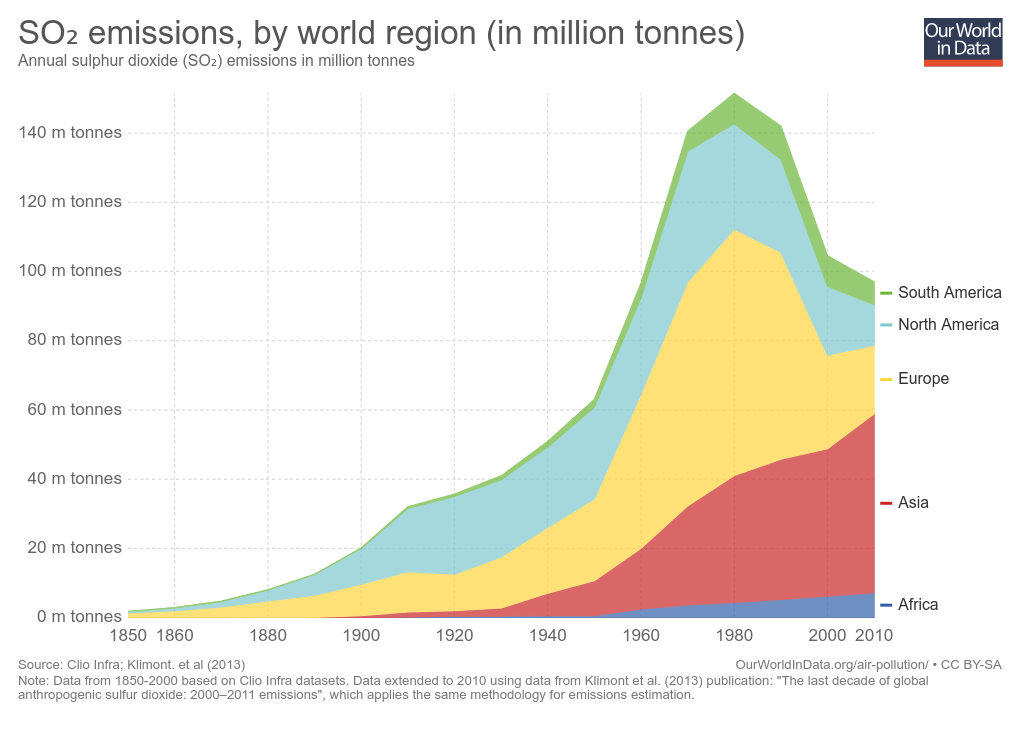 SO₂ emissions, by world region (in million tonnes)
Annual sulphur dioxide (SO₂) emissions in million tonnes
Our World
in Data
140 m tonnes
120 m tonnes
100 m tonnes
80 m tonnes
60 m tonnes
40 m tonnes
20 m tonnes
0 m tonnes
South America
North America
Europe
Asia
Africa
1850 1860 1880 1900 1920 1940 1960 1980 2000 2010
Source: Clio Infra; Klimont. et al (2013)
OurWorldInData.org/air-pollution/ • CC BY-SA
Note: Data from 1850-2000 based on Clio Infra datasets. Data extended to 2010 using data from Klimont et al. (2013) publication: "The last decade of global
anthropogenic sulfur dioxide: 2000–2011 emissions", which applies the same methodology for emissions estimation.